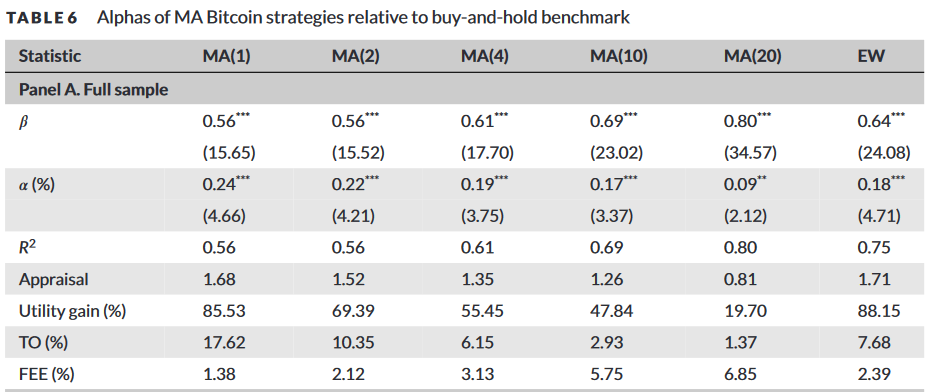 TABLE 6 Alphas of MA Bitcoin strategies relative to buy-and-hold benchmark
Statistic MA(1) MA(2) MA(4) MA(10) MA(20) EW
Panel A. Full sample
β 0.56*** 0.56*** 0.61*** 0.69*** 0.80*** 0.64***
(15.65) (15.52) (17.70) (23.02) (34.57) (24.08)
α (%) 0.24*** 0.22*** 0.19*** 0.17*** 0.09** 0.18***
(4.66) (4.21) (3.75) (3.37) (2.12) (4.71)
R² 0.56 0.56 0.61 0.69 0.80 0.75
Appraisal 1.68 1.52 1.35 1.26 0.81 1.71
Utility gain (%) 85.53 69.39 55.45 47.84 19.70 88.15
TO (%) 17.62 10.35 6.15 2.93 1.37 7.68
FEE (%) 1.38 2.12 3.13 5.75 6.85 2.39